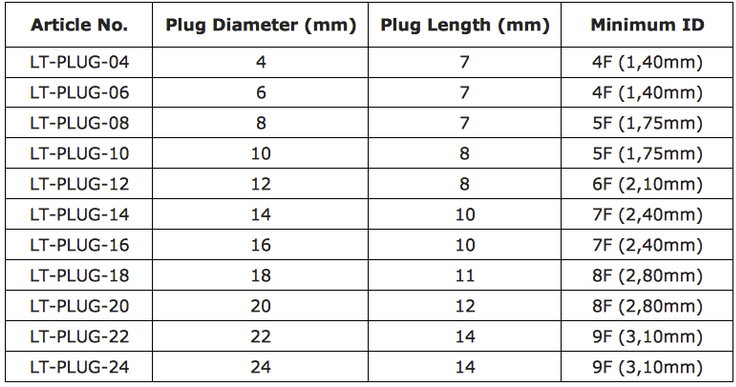 Article No. Plug Diameter (mm) Plug Length (mm) Minimum ID
LT-PLUG-04 4 7 4F (1,40mm)
LT-PLUG-06 6 7 4F (1,40mm)
LT-PLUG-08 8 7 5F (1,75mm)
LT-PLUG-10 10 8 5F (1,75mm)
LT-PLUG-12 12 8 6F (2,10mm)
LT-PLUG-14 14 10 7F (2,40mm)
LT-PLUG-16 16 10 7F (2,40mm)
LT-PLUG-18 18 11 8F (2,80mm)
LT-PLUG-20 20 12 8F (2,80mm)
LT-PLUG-22 22 14 9F (3,10mm)
LT-PLUG-24 24 14 9F (3,10mm)